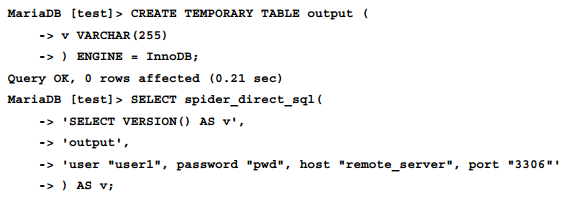 MariaDB [test]> CREATE TEMPORARY TABLE output (
-> v VARCHAR(255)
-> ) ENGINE = InnoDB;
Query OK, 0 rows affected (0.21 sec)
MariaDB [test]> SELECT spider_direct_sql(
-> 'SELECT VERSION() AS v',
-> 'output',
-> 'user "user1", password "pwd", host "remote_server", port "3306"'
-> ) AS v;